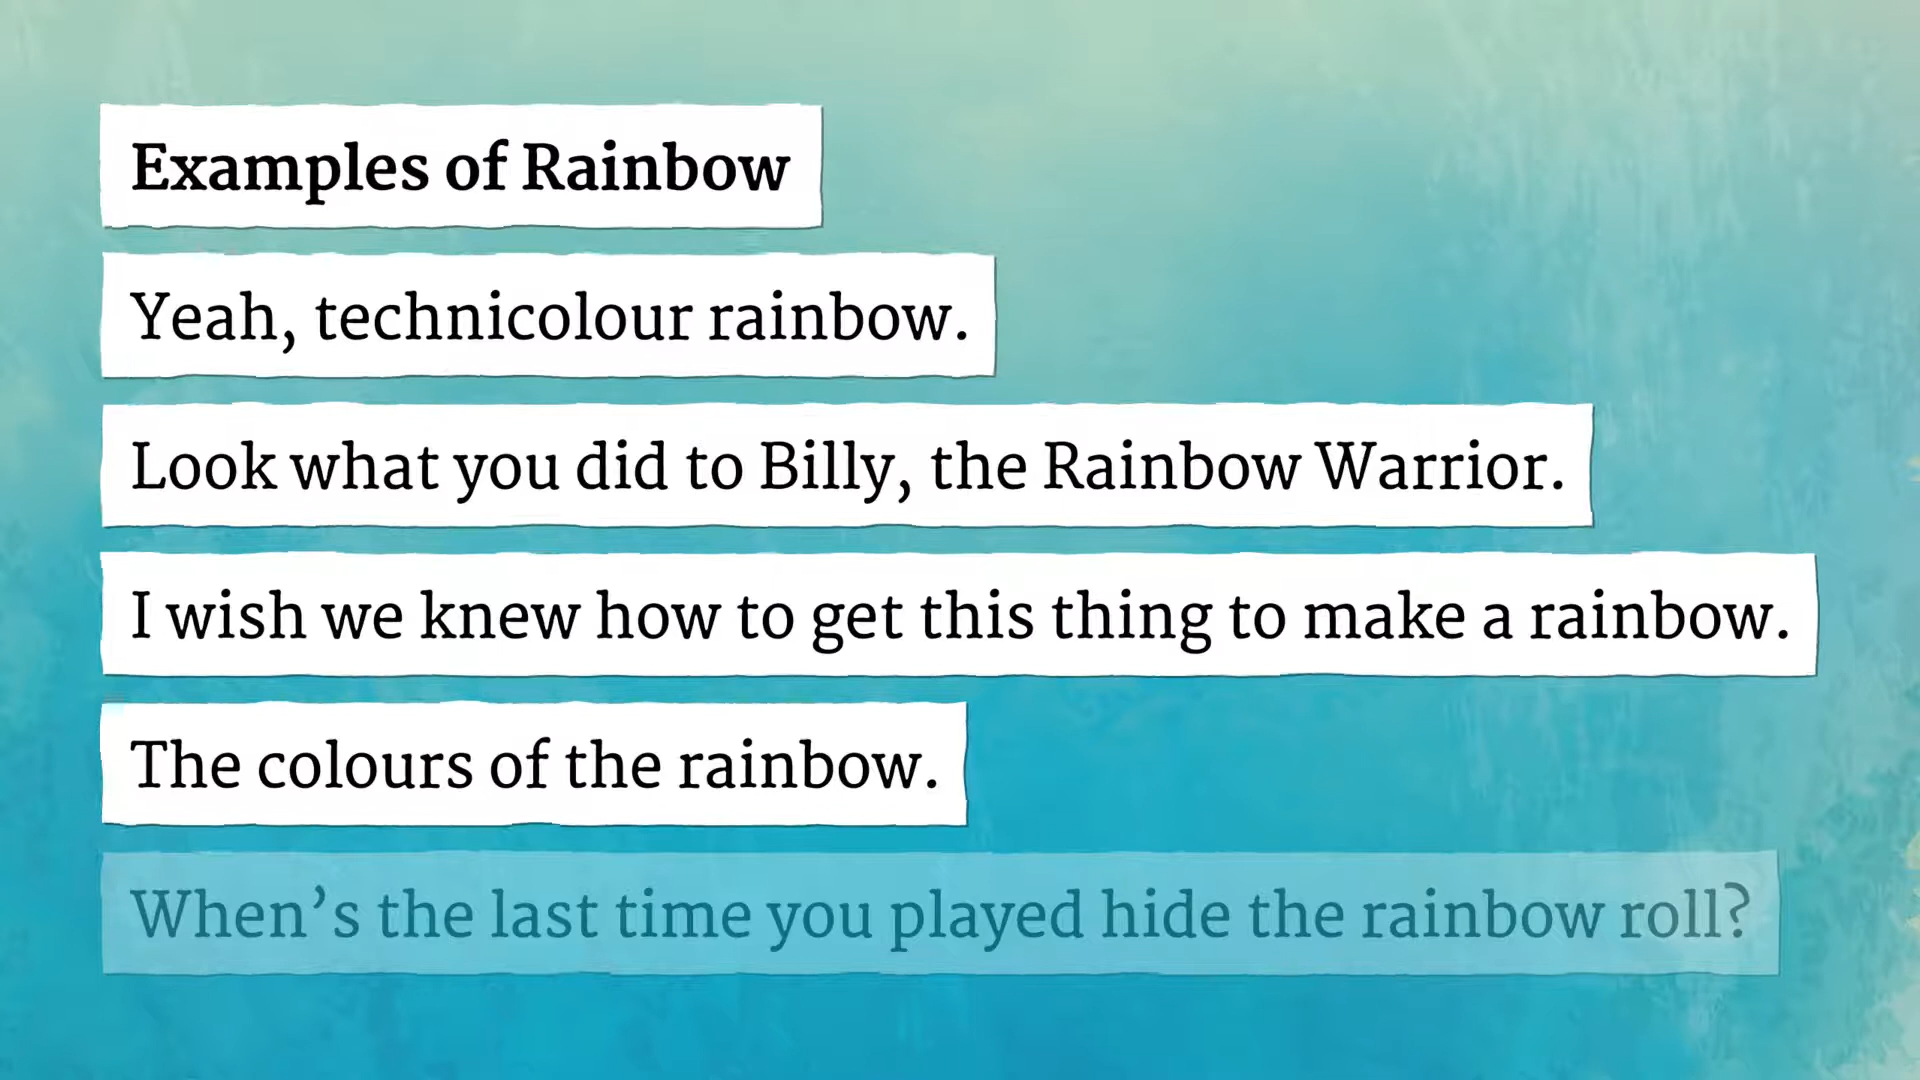 Examples of Rainbow
Yeah, technicolour rainbow.
Look what you did to Billy, the Rainbow Warrior.
I wish we knew how to get this thing to make a rainbow.
The colours of the rainbow.
When’s the last time you played hide the rainbow roll?